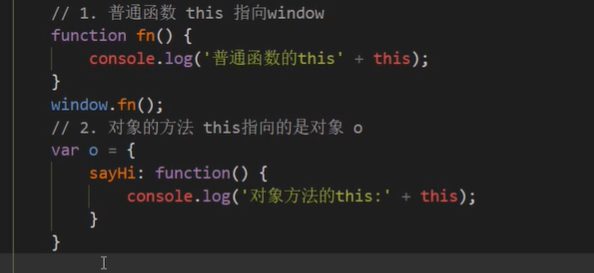 // 1. 普通函数 this 指向window
function fn() {
console.log('普通函数的this' + this);
}
window.fn();
// 2. 对象的方法 this指向的是对象 o
var o = {
sayHi: function() {
console.log('对象方法的this:' + this);
}
}